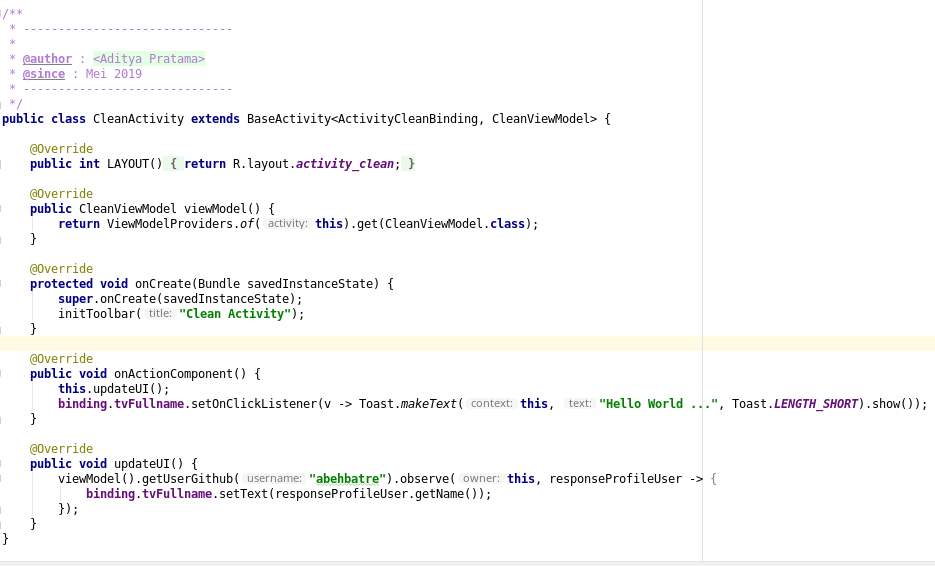 /**
 * ------------------------------
 *
 * @author : <Aditya Pratama>
 * @since : Mei 2019
 * ------------------------------
 */
public class CleanActivity extends BaseActivity<ActivityCleanBinding, CleanViewModel> {
    @Override
    public int LAYOUT() { return R.layout.activity_clean; }
    @Override
    public CleanViewModel viewModel() {
        return ViewModelProviders.of( activity: this).get(CleanViewModel.class);
    }
    @Override
    protected void onCreate(Bundle savedInstanceState) {
        super.onCreate(savedInstanceState);
        initToolbar( title: "Clean Activity");
    }
    @Override
    public void onActionComponent() {
        this.updateUI();
        binding.tvFullname.setOnClickListener(v -> Toast.makeText( context: this, text: "Hello World ...", Toast.LENGTH_SHORT).show());
    }
    @Override
    public void updateUI() {
        viewModel().getUserGithub( username: "abehbatre").observe( owner: this, responseProfileUser -> {
            binding.tvFullname.setText(responseProfileUser.getName());
        });
    }
}